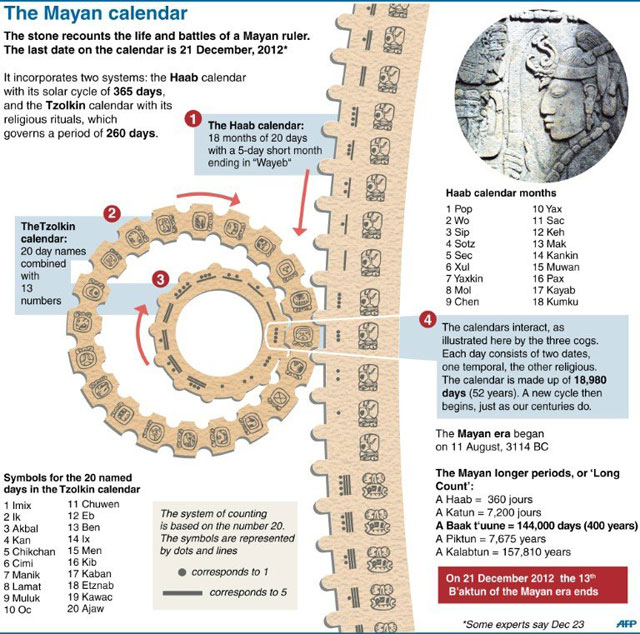 The Mayan calendar
The stone recounts the life and battles of a Mayan ruler.
The last date on the calendar is 21 December, 2012*
It incorporates two systems: the Haab calendar
with its solar cycle of 365 days,
and the Tzolkin calendar with its
religious rituals, which
governs a period of 260 days.
1
The Haab calendar:
18 months of 20 days
with a 5-day short month
ending in "Wayeb"
2
TheTzolkin
calendar:
20 day names
combined
with
13
numbers
3
Haab calendar months
1 Pop
2 Wo
3 Sip
4 Sotz
5 Sec
6 Xul
7 Yaxkin
8 Mol
9 Chen
10 Yax
11 Sac
12 Keh
13 Mak
14 Kankin
15 Muwan
16 Pax
17 Kayab
18 Kumku
4
The calendars interact, as
illustrated here by the three cogs.
Each day consists of two dates,
one temporal, the other religious.
The calendar is made up of 18,980
days (52 years). A new cycle then
begins, just as our centuries do.
The Mayan era began
on 11 August, 3114 BC
The Mayan longer periods, or 'Long
Count':
A Haab = 360 jours
A Katun = 7,200 jours
A Baak t'uune = 144,000 days (400 years)
A Piktun = 7,675 years
A Kalabtun = 157,810 years
On 21 December 2012 the 13th
B'aktun of the Mayan era ends
Symbols for the 20 named
days in the Tzolkin calendar
1 Imix
2 Ik
3 Akbal
4 Kan
5 Chikchan
6 Cimi
7 Manik
8 Lamat
9 Muluk
10 Oc
11 Chuwen
12 Eb
13 Ben
14 Ix
15 Men
16 Kib
17 Kaban
18 Etznab
19 Kawac
20 Ajaw
The system of counting
is based on the number 20.
The symbols are represented
by dots and lines
corresponds to 1
corresponds to 5
*Some experts say Dec 23
AFP